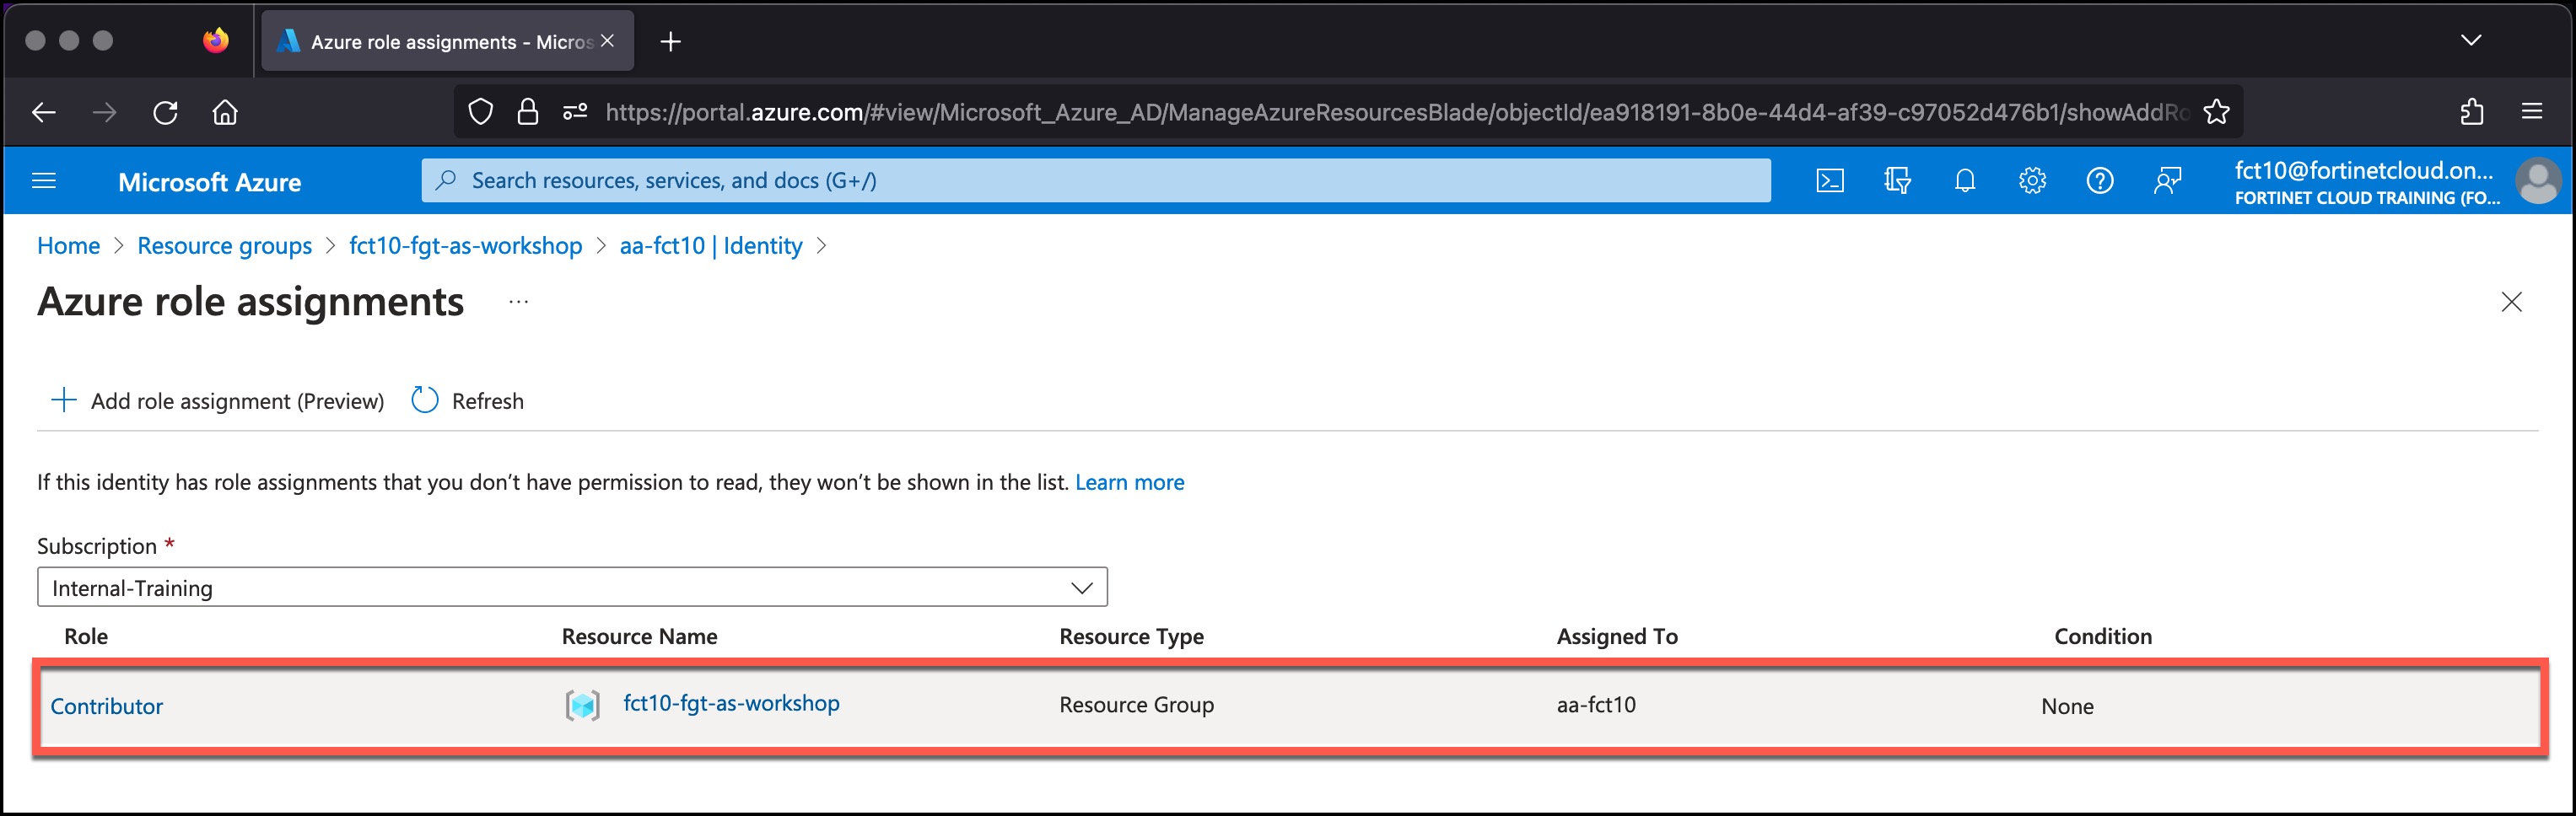 Azure role assignments - Micros
https://portal.azure.com/#view/Microsoft_Azure_AD/ManageAzureResourcesBlade/objectId/ea918191-8b0e-44d4-af39-c97052d476b1/showAddRo
Microsoft Azure
Search resources, services, and docs (G+/)
fct10@fortinetcloud.on...
FORTINET CLOUD TRAINING (FO...
Home > Resource groups > fct10-fgt-as-workshop > aa-fct10 | Identity >
Azure role assignments ...
Add role assignment (Preview) Refresh
If this identity has role assignments that you don’t have permission to read, they won’t be shown in the list. Learn more
Subscription *
Internal-Training
Role Resource Name Resource Type Assigned To Condition
Contributor fct10-fgt-as-workshop Resource Group aa-fct10 None